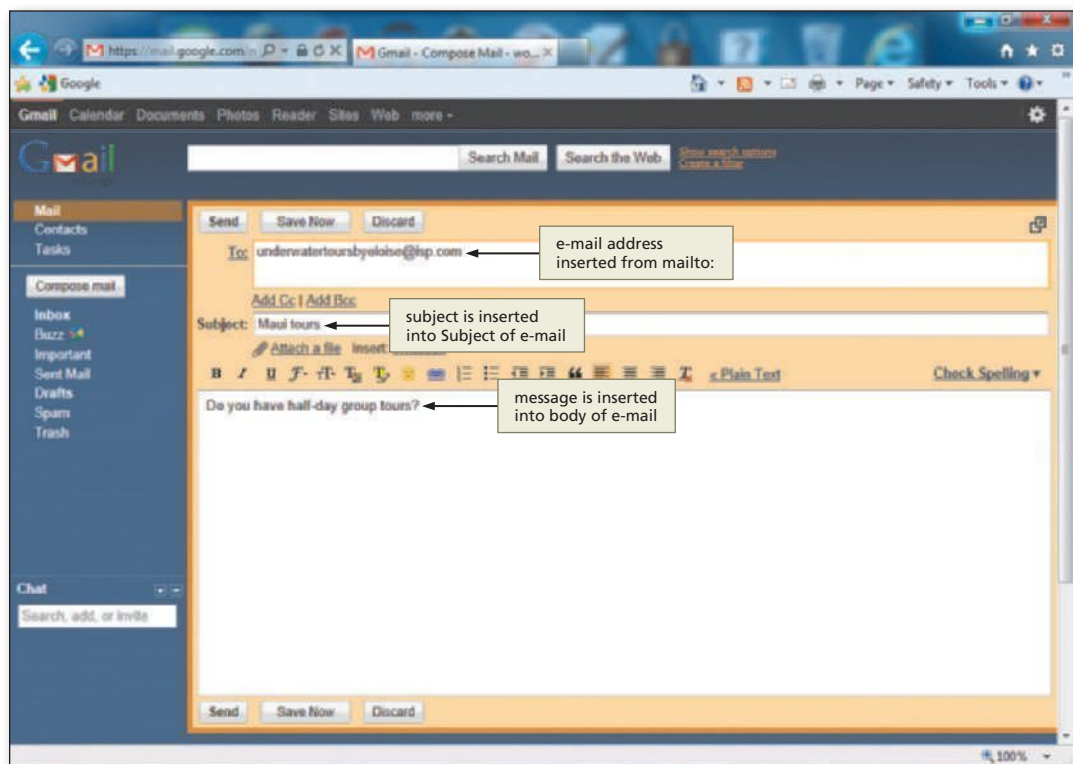 https://mail.google.com/
Gmail - Compose Mail - wo...
Google
Page
Safety
Tools
Gmail Calendar Documents Photos Reader Sites Web more
Gmail
Search Mail
Search the Web
Show search options
Create a filter
Mail
Contacts
Tasks
Compose mail
Inbox
Buzz
Important
Sent Mail
Drafts
Spam
Trash
Chat
Search, add, or invite
Send Save Now Discard
To: underwatertoursbyeloise@isp.com
e-mail address
inserted from mailto:
Add Cc | Add Bcc
Subject: Maui tours
subject is inserted
into Subject of e-mail
Attach a file Insert:
B I U « Plain Text Check Spelling
Do you have half-day group tours?
message is inserted
into body of e-mail
Send Save Now Discard
100%